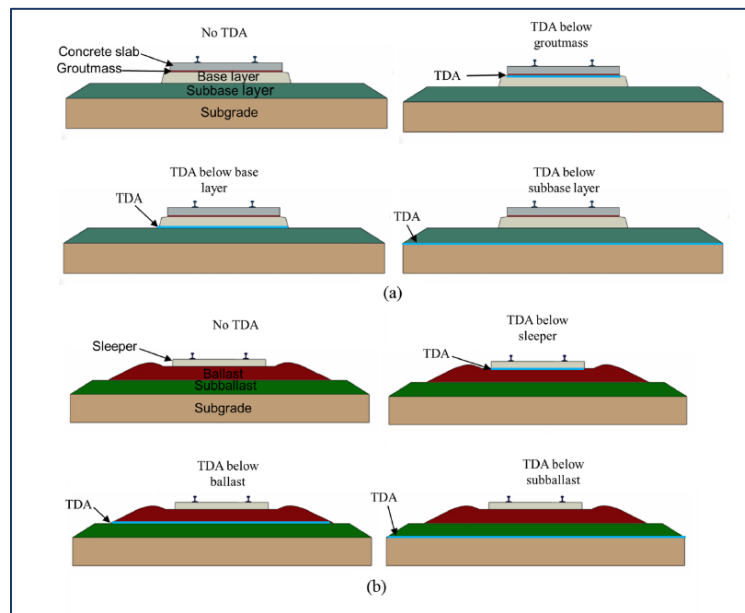 No TDA
Concrete slab
Groutmass
Base layer
Subbase layer
Subgrade
TDA below
groutmass
TDA
TDA below base
layer
TDA
TDA below
subbase layer
TDA
(a)
No TDA
Sleeper
Ballast
Subballast
Subgrade
TDA below
sleeper
TDA
TDA below
ballast
TDA
TDA below
subballast
TDA
(b)